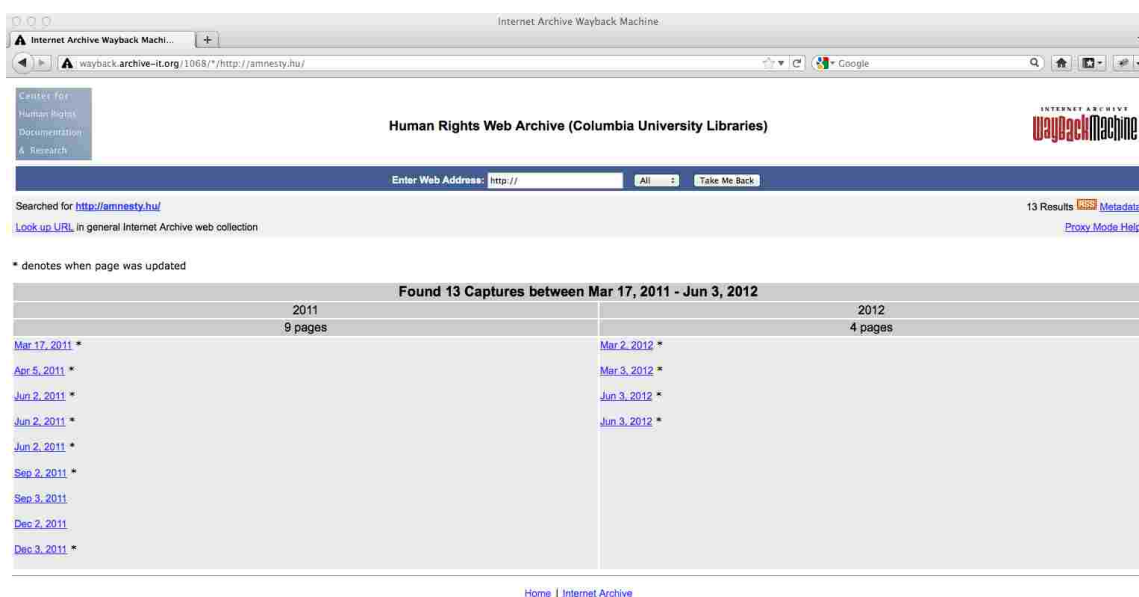 Internet Archive Wayback Machine
Internet Archive Wayback Machi... +
wayback.archive-it.org/1068/*/http://amnesty.hu/ Google
Center for
Human Rights
Documentation
& Research
Human Rights Web Archive (Columbia University Libraries)
INTERNET ARCHIVE
WayBackMachine
Enter Web Address: http:// All Take Me Back
Searched for http://amnesty.hu/ 13 Results RSS Metadata
Look up URL in general Internet Archive web collection Proxy Mode Help
* denotes when page was updated
Found 13 Captures between Mar 17, 2011 - Jun 3, 2012
2011 2012
9 pages 4 pages
Mar 17, 2011 * Mar 2, 2012 *
Apr 5, 2011 * Mar 3, 2012 *
Jun 2, 2011 * Jun 3, 2012 *
Jun 2, 2011 * Jun 3, 2012 *
Jun 2, 2011 *
Sep 2, 2011 *
Sep 3, 2011
Dec 2, 2011
Dec 3, 2011 *
Home | Internet Archive